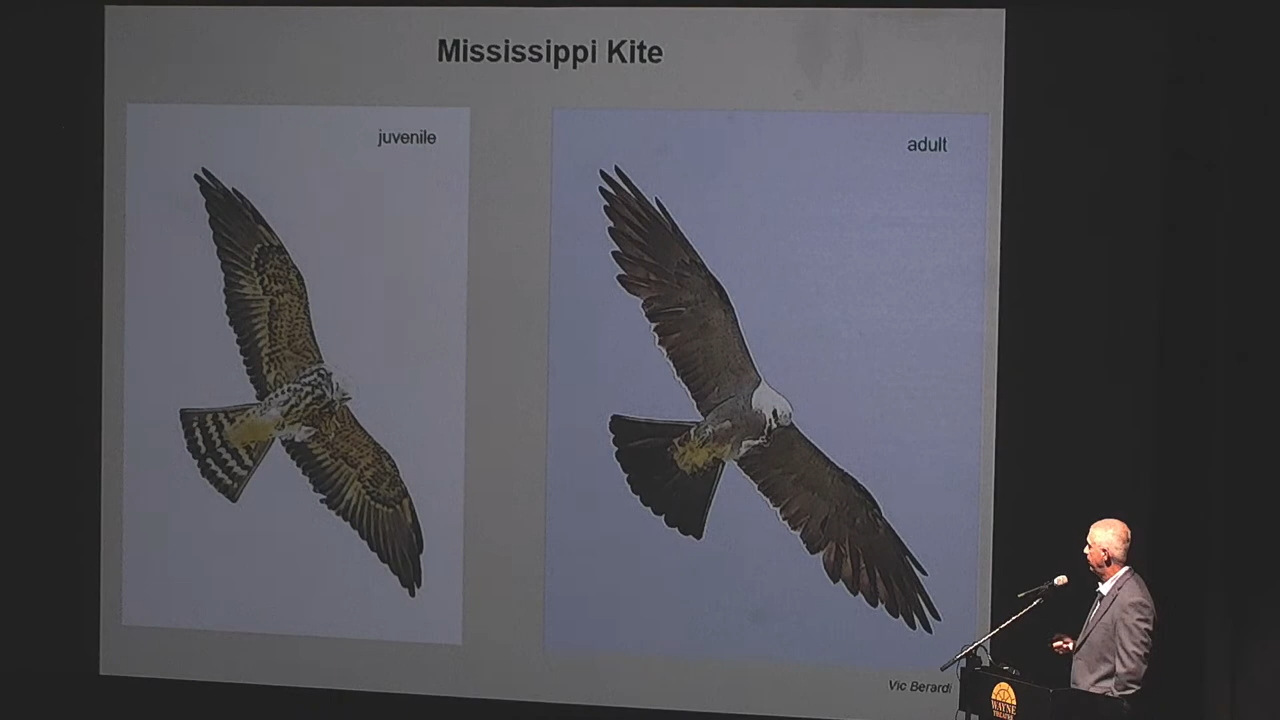 Mississippi Kite
juvenile
adult
Vic Berardi
WAYNE
THEATRE